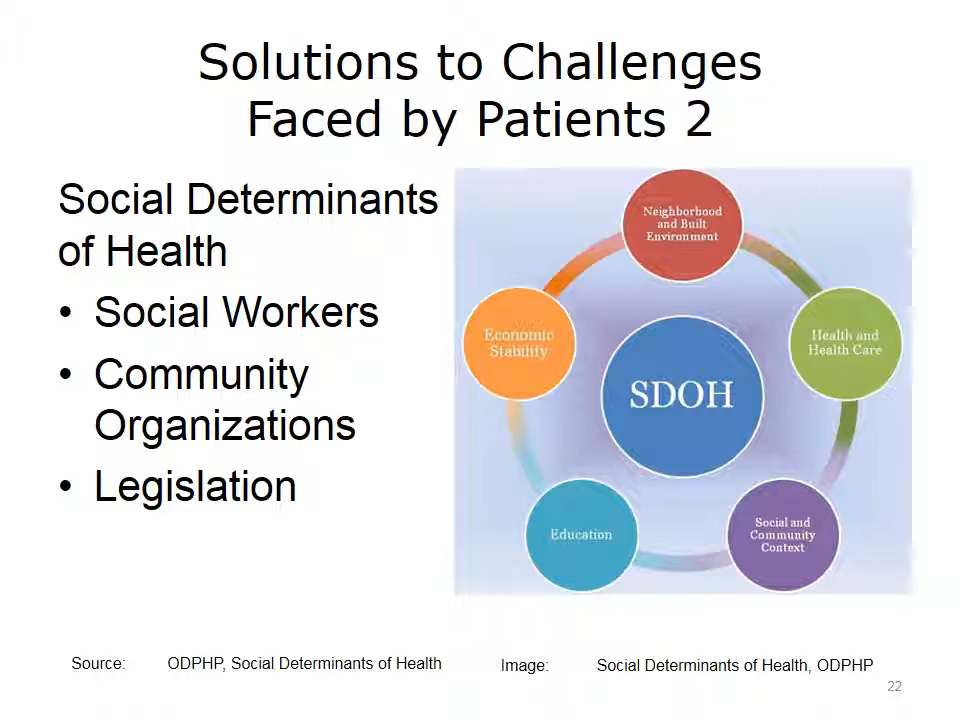 Solutions to Challenges
Faced by Patients 2
Social Determinants
of Health
• Social Workers
• Community
Organizations
• Legislation
Neighborhood
and Built
Environment
Economic
Stability
Health and
Health Care
SDOH
Education
Social and
Community
Context
Source: ODPHP, Social Determinants of Health
Image: Social Determinants of Health, ODPHP
22